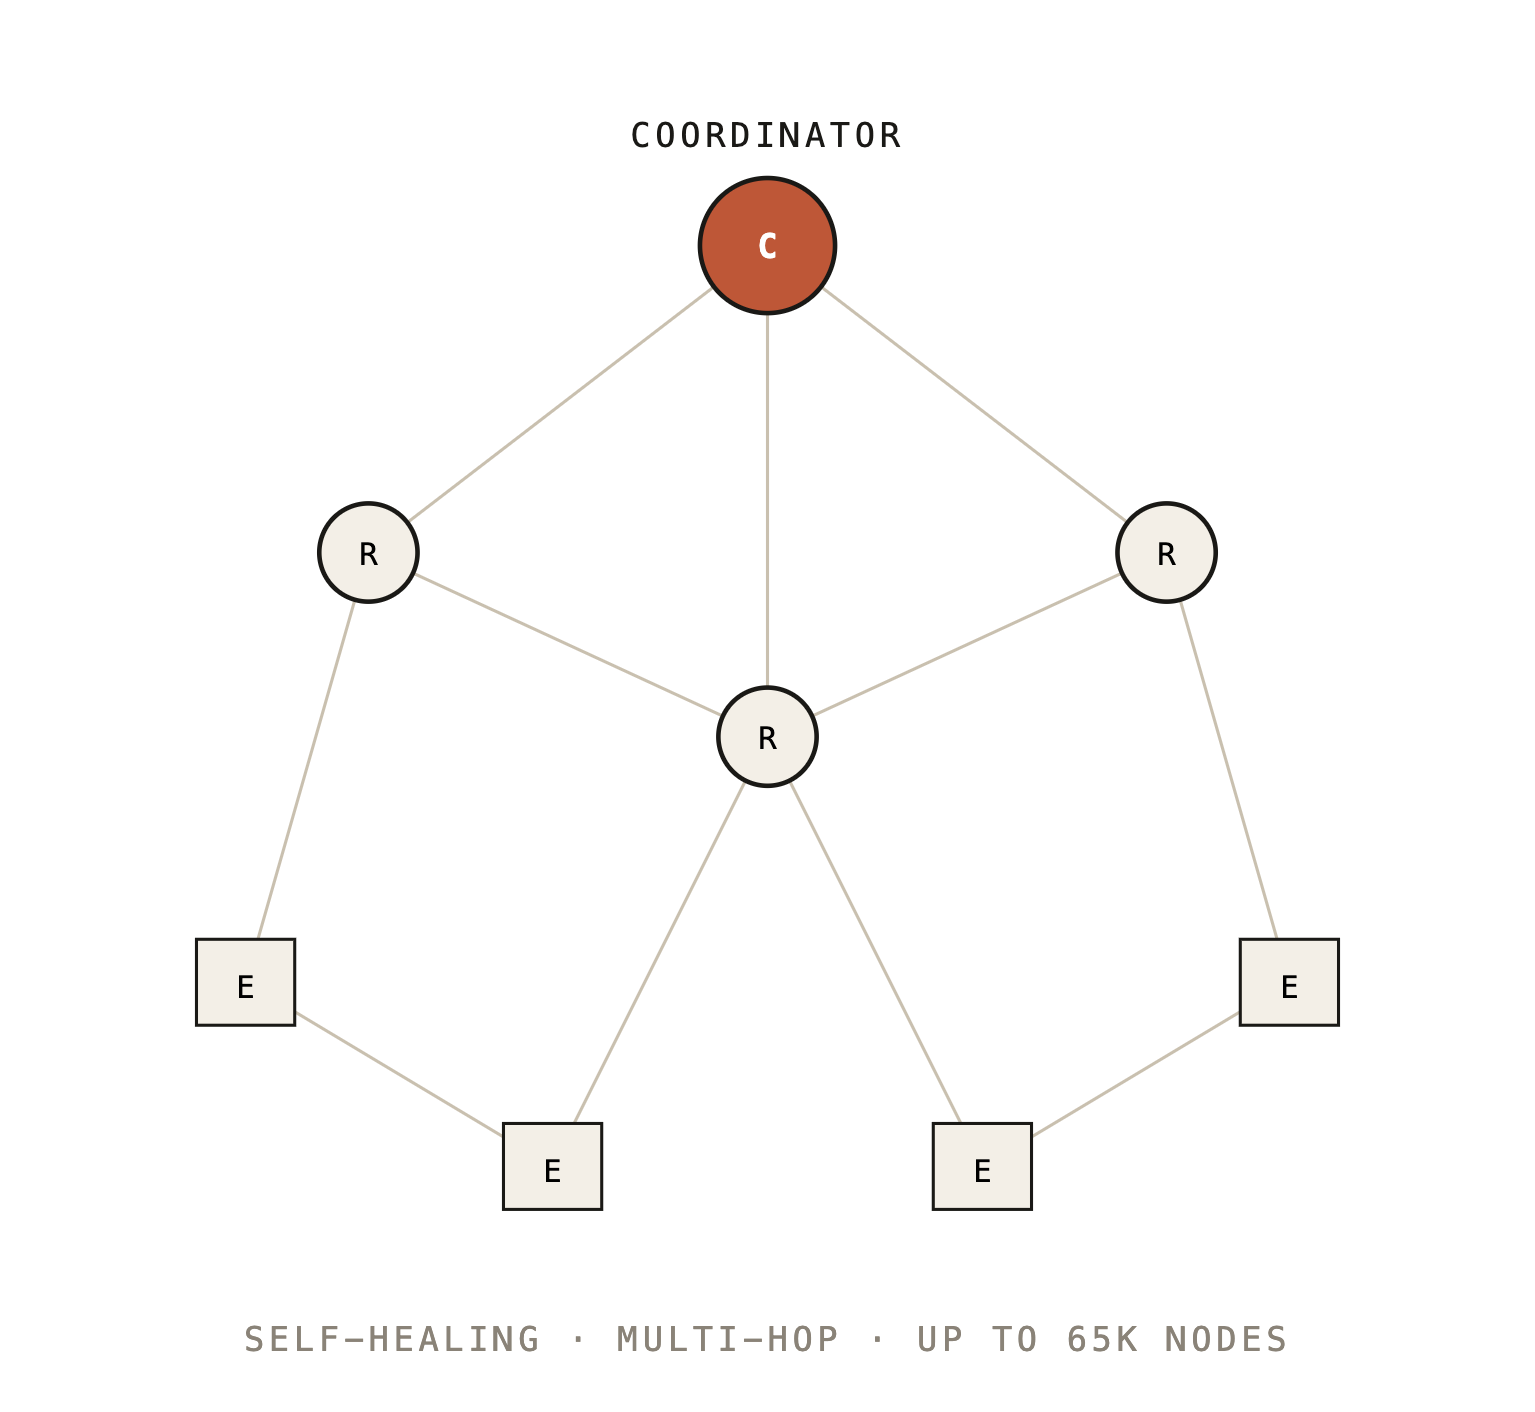 COORDINATOR
C
R
R
R
E
E
E
E
SELF–HEALING · MULTI–HOP · UP TO 65K NODES